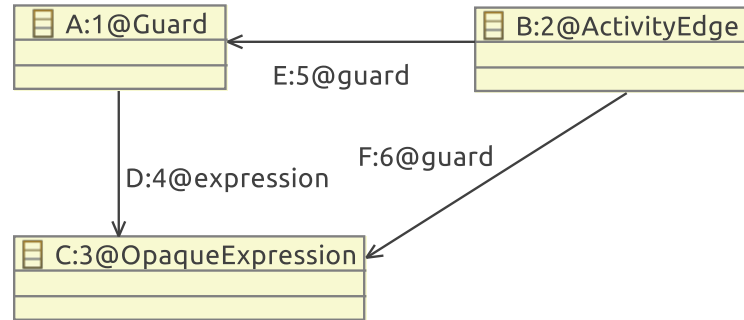 A:1@Guard
B:2@ActivityEdge
E:5@guard
F:6@guard
D:4@expression
C:3@OpaqueExpression